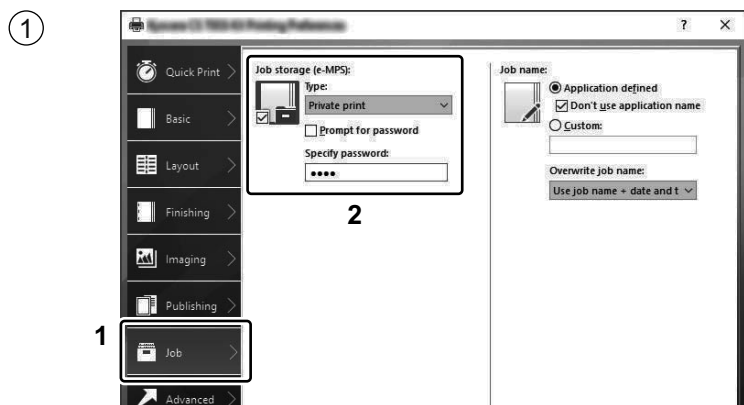 1
? ×
Quick Print
Basic
Layout
Finishing
Imaging
Publishing
1
Job
Advanced
Job storage (e-MPS):
Type:
Private print
Prompt for password
Specify password:
••••
2
Job name:
Application defined
Don't use application name
Custom:
Overwrite job name:
Use job name + date and t